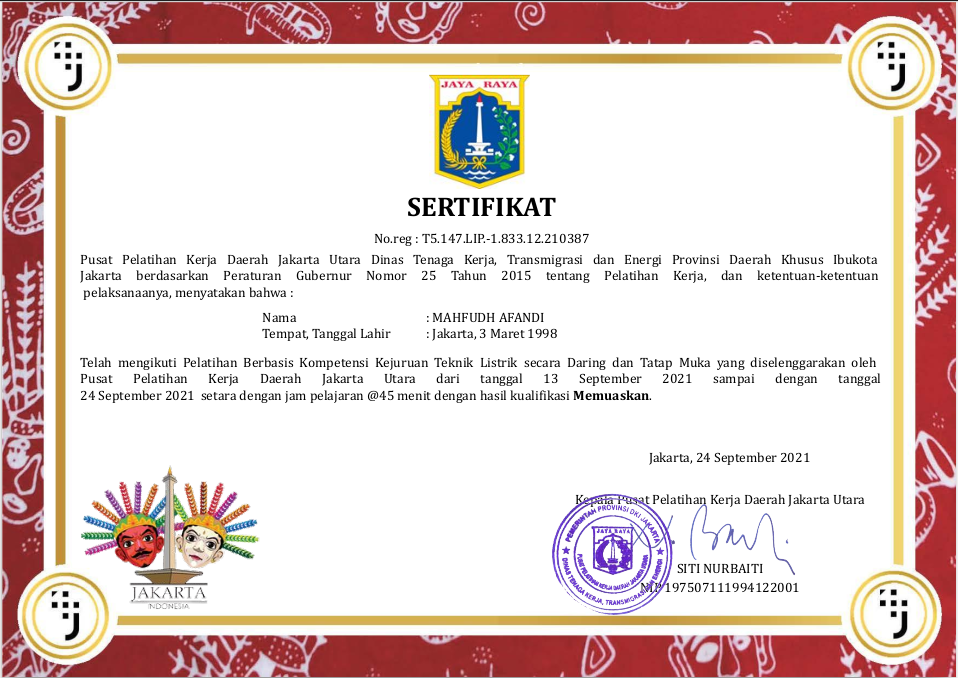 JAYA RAYA
SERTIFIKAT
No.reg : T5.147.LIP.-1.833.12.210387
Pusat Pelatihan Kerja Daerah Jakarta Utara Dinas Tenaga Kerja, Transmigrasi dan Energi Provinsi Daerah Khusus Ibukota
Jakarta berdasarkan Peraturan Gubernur Nomor 25 Tahun 2015 tentang Pelatihan Kerja, dan ketentuan-ketentuan
pelaksanaanya, menyatakan bahwa :
Nama : MAHFUDH AFANDI
Tempat, Tanggal Lahir : Jakarta, 3 Maret 1998
Telah mengikuti Pelatihan Berbasis Kompetensi Kejuruan Teknik Listrik secara Daring dan Tatap Muka yang diselenggarakan oleh
Pusat Pelatihan Kerja Daerah Jakarta Utara dari tanggal 13 September 2021 sampai dengan tanggal
24 September 2021 setara dengan jam pelajaran @45 menit dengan hasil kualifikasi Memuaskan.
Jakarta, 24 September 2021
Kepala Pusat Pelatihan Kerja Daerah Jakarta Utara
PEMERINTAH PROVINSI DKI JAKARTA
JAYA RAYA
PUSAT PELATIHAN KERJA DAERAH JAKARTA UTARA
DINAS TENAGA KERJA, TRANSMIGRASI DAN ENERGI
SITI NURBAITI
NIP 197507111994122001
JAKARTA
INDONESIA